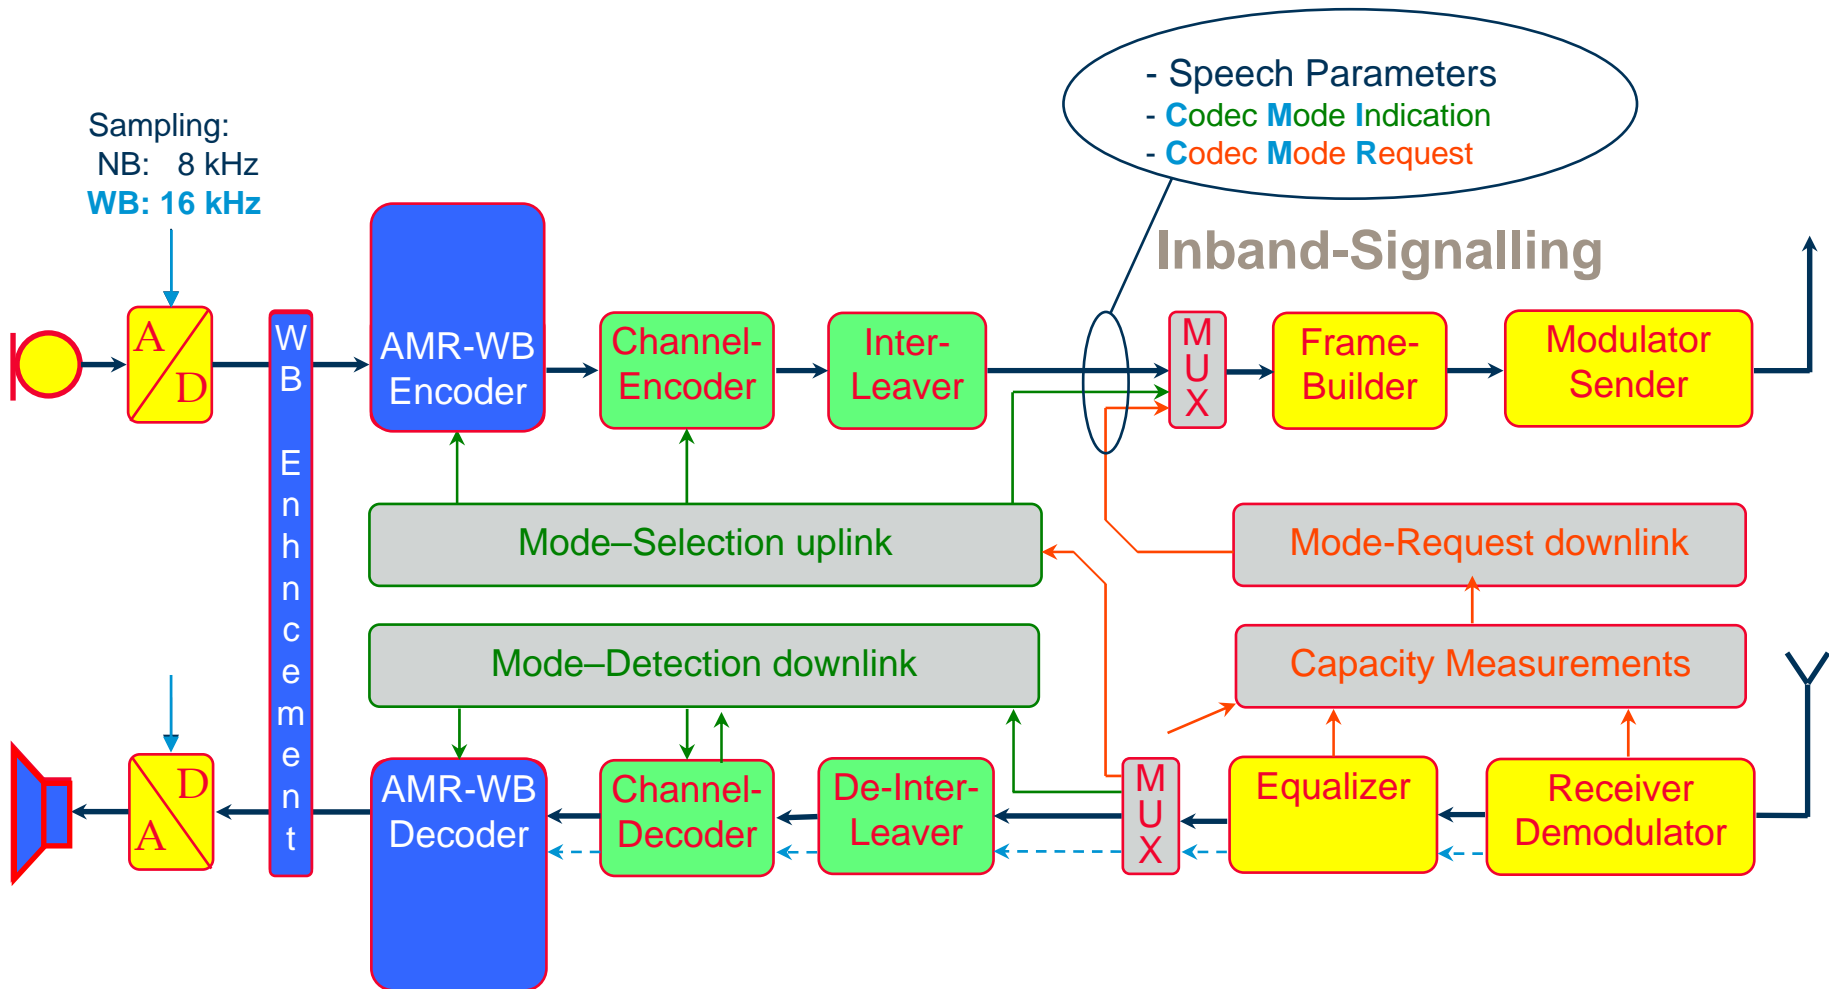 - Speech Parameters
- Codec Mode Indication
- Codec Mode Request
Sampling:
NB: 8 kHz
WB: 16 kHz
Inband-Signalling
A
D
W
B
E
n
h
n
c
e
m
e
n
t
AMR-WB
Encoder
Channel-
Encoder
Inter-
Leaver
M
U
X
Frame-
Builder
Modulator
Sender
Mode–Selection uplink
Mode-Request downlink
Mode–Detection downlink
Capacity Measurements
D
A
AMR-WB
Decoder
Channel-
Decoder
De-Inter-
Leaver
M
U
X
Equalizer
Receiver
Demodulator